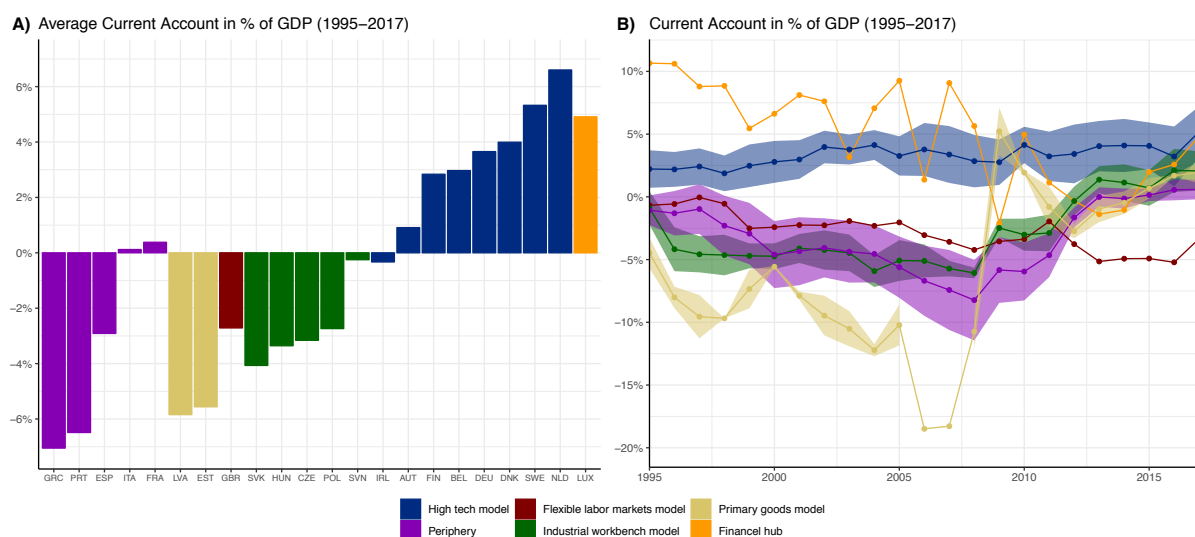 A) Average Current Account in % of GDP (1995−2017)
6%
4%
2%
0%
−2%
−4%
−6%
GRC PRT ESP ITA FRA LVA EST GBR SVK HUN CZE POL SVN IRL AUT FIN BEL DEU DNK SWE NLD LUX
B) Current Account in % of GDP (1995−2017)
10%
5%
0%
−5%
−10%
−15%
−20%
1995 2000 2005 2010 2015
High tech model Flexible labor markets model Primary goods model
Periphery Industrial workbench model Financel hub